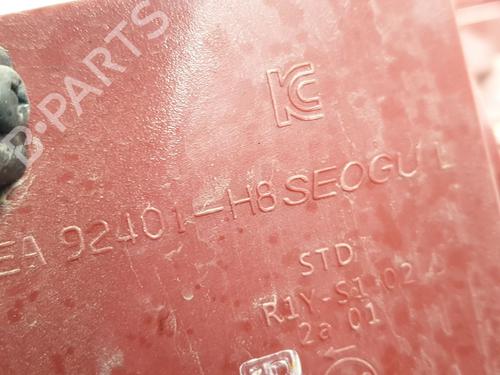 B-PARTS
KC
EA 92401-H8 SEOGU L
STD
R1Y-S1 02
2a 01